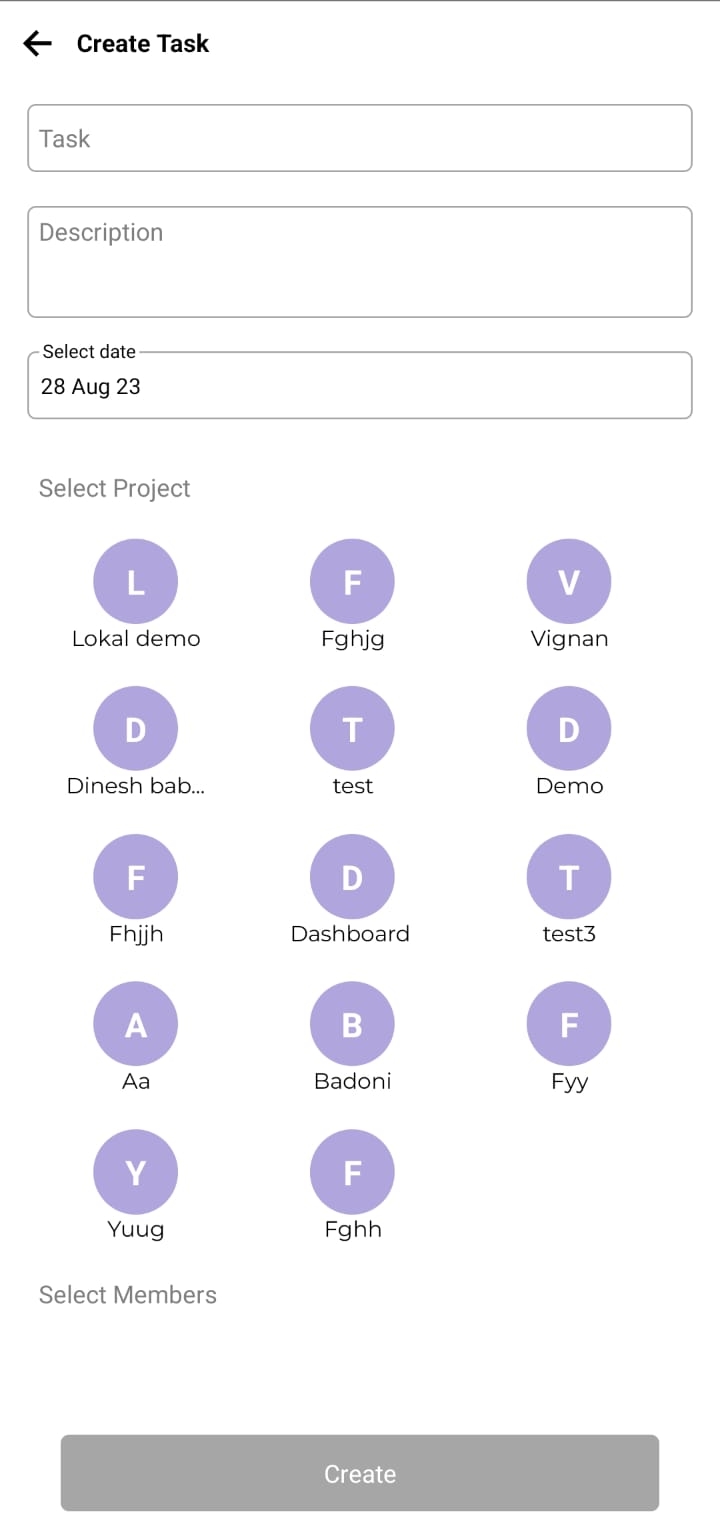 Create Task
Task
Description
Select date
28 Aug 23
Select Project
L F V
Lokal demo Fghjg Vignan
D T D
Dinesh bab... test Demo
F D T
Fhjjh Dashboard test3
A B F
Aa Badoni Fyy
Y F
Yuug Fghh
Select Members
Create